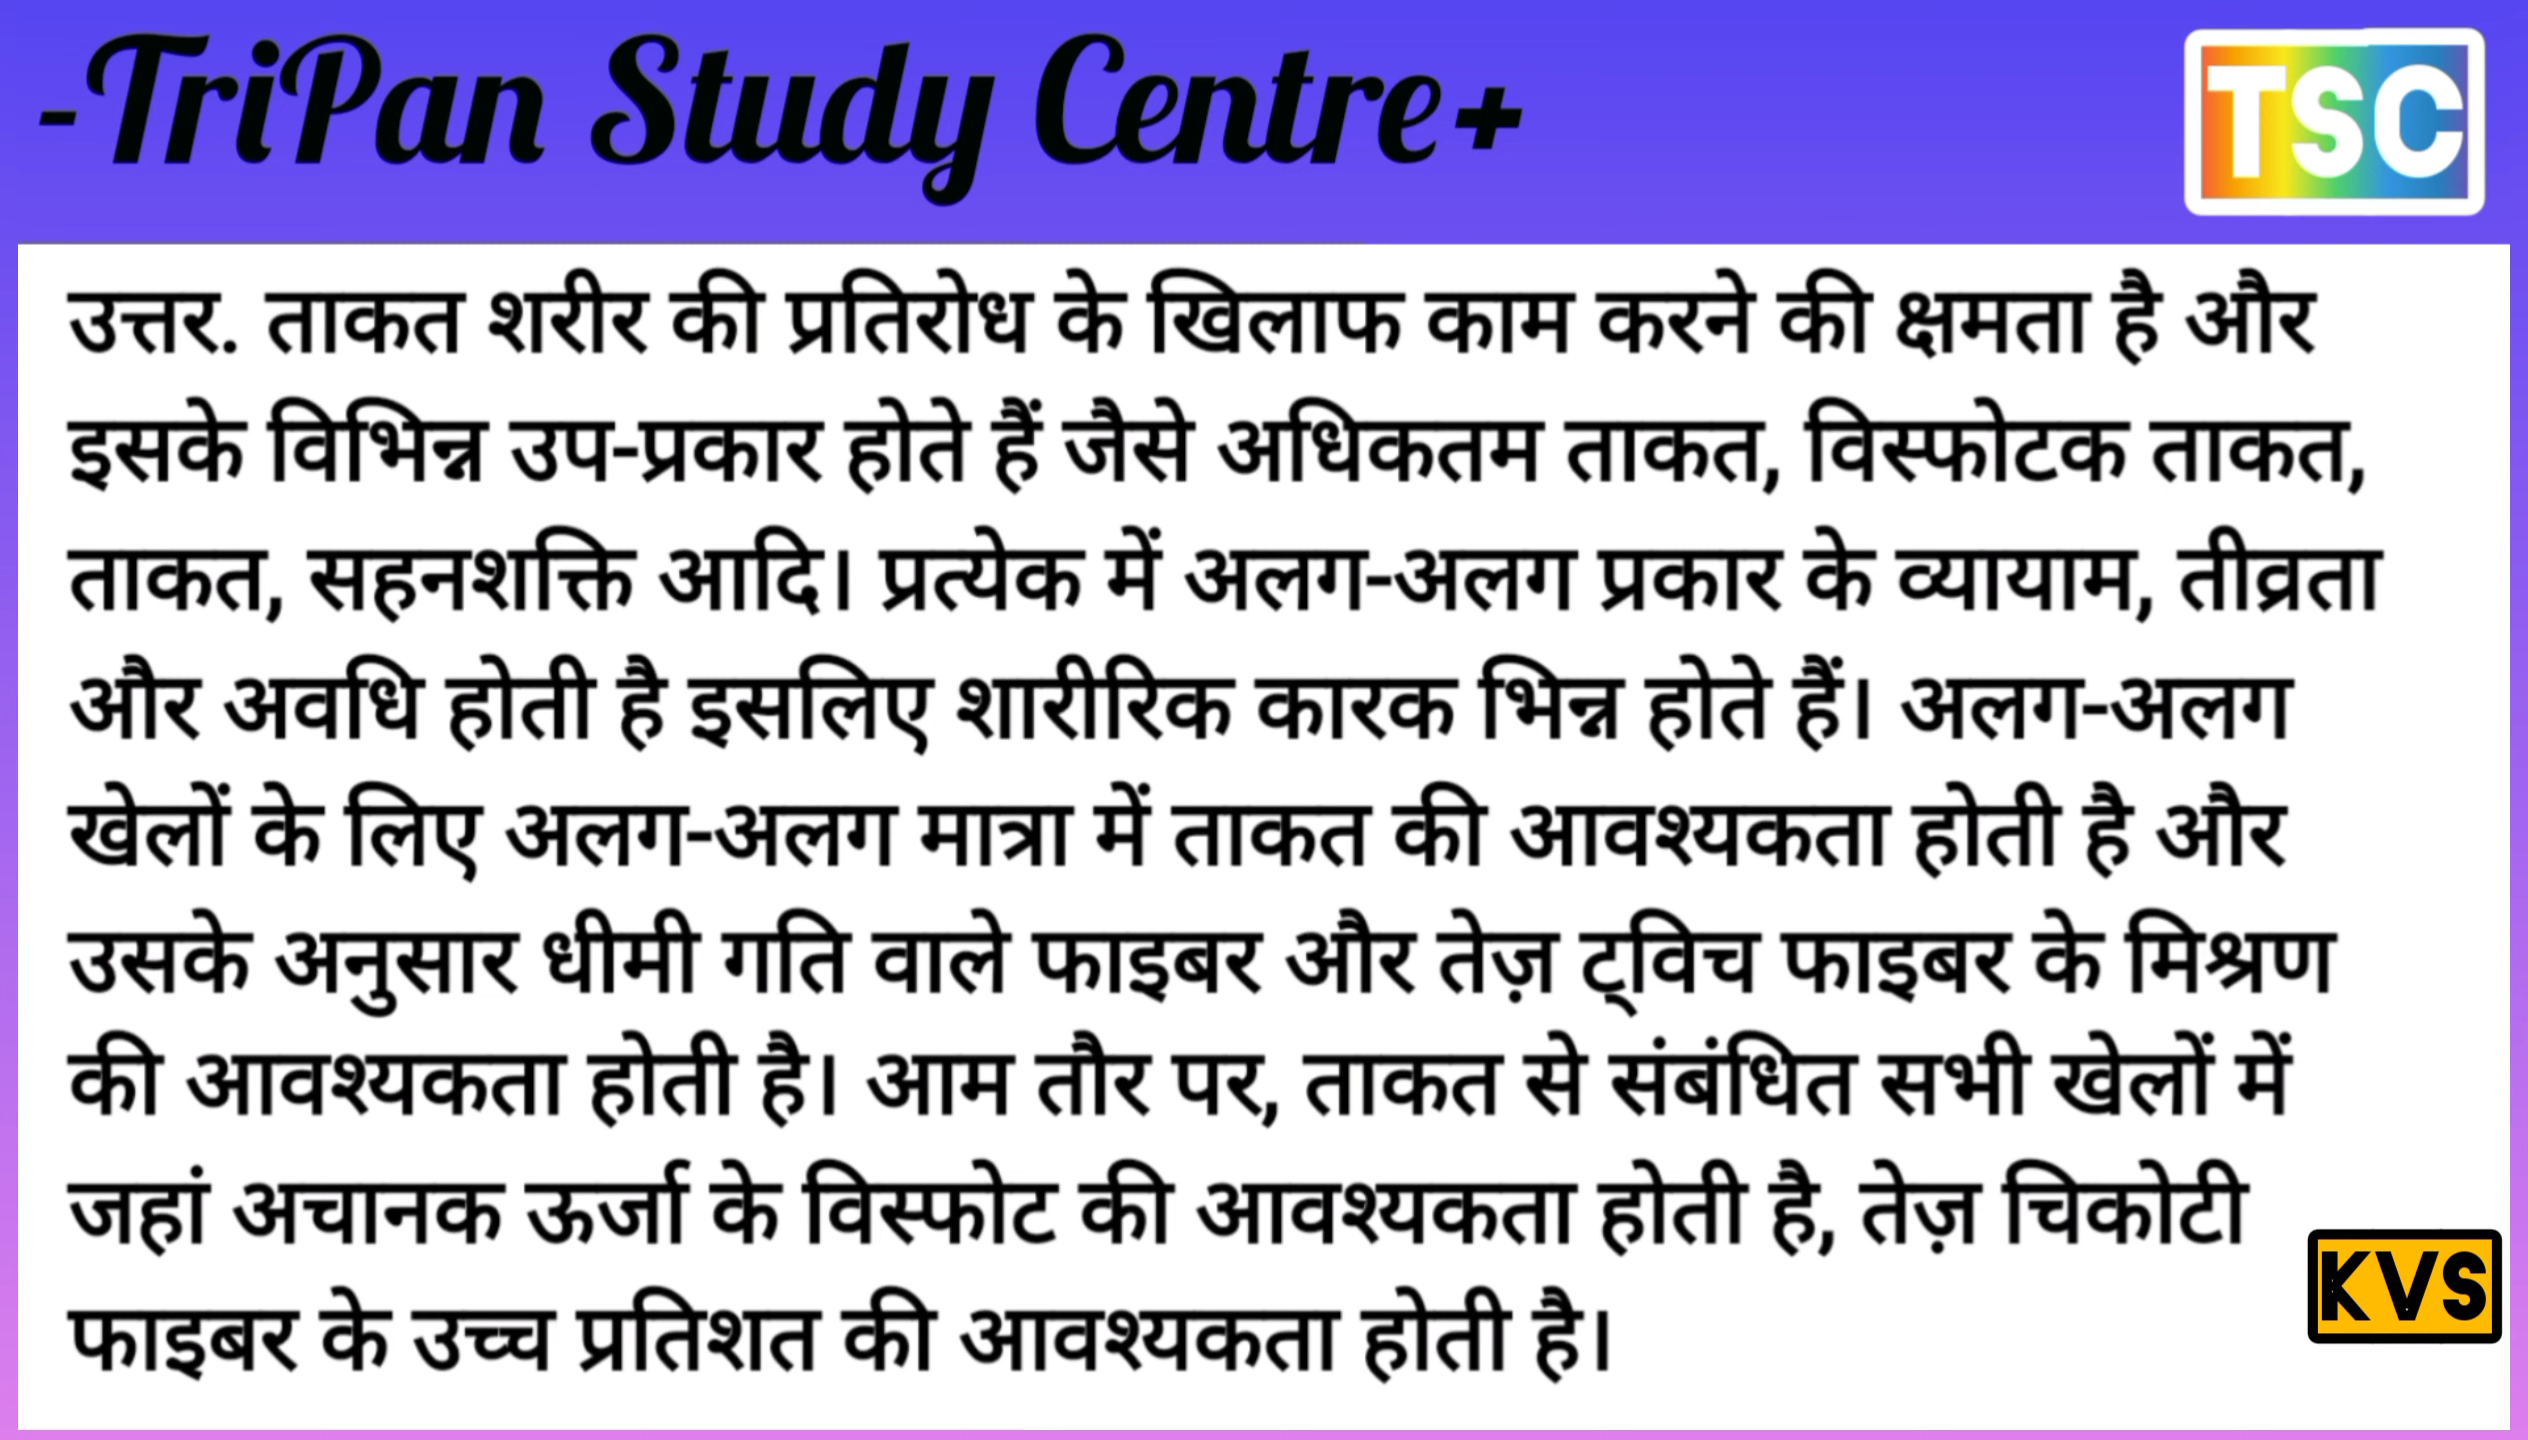 -TriPan Study Centre+
TSC
उत्तर. ताकत शरीर की प्रतिरोध के खिलाफ काम करने की क्षमता है और
इसके विभिन्न उप-प्रकार होते हैं जैसे अधिकतम ताकत, विस्फोटक ताकत,
ताकत, सहनशक्ति आदि। प्रत्येक में अलग-अलग प्रकार के व्यायाम, तीव्रता
और अवधि होती है इसलिए शारीरिक कारक भिन्न होते हैं। अलग-अलग
खेलों के लिए अलग-अलग मात्रा में ताकत की आवश्यकता होती है और
उसके अनुसार धीमी गति वाले फाइबर और तेज़ ट्विच फाइबर के मिश्रण
की आवश्यकता होती है। आम तौर पर, ताकत से संबंधित सभी खेलों में
जहां अचानक ऊर्जा के विस्फोट की आवश्यकता होती है, तेज़ चिकोटी
फाइबर के उच्च प्रतिशत की आवश्यकता होती है।
KVS